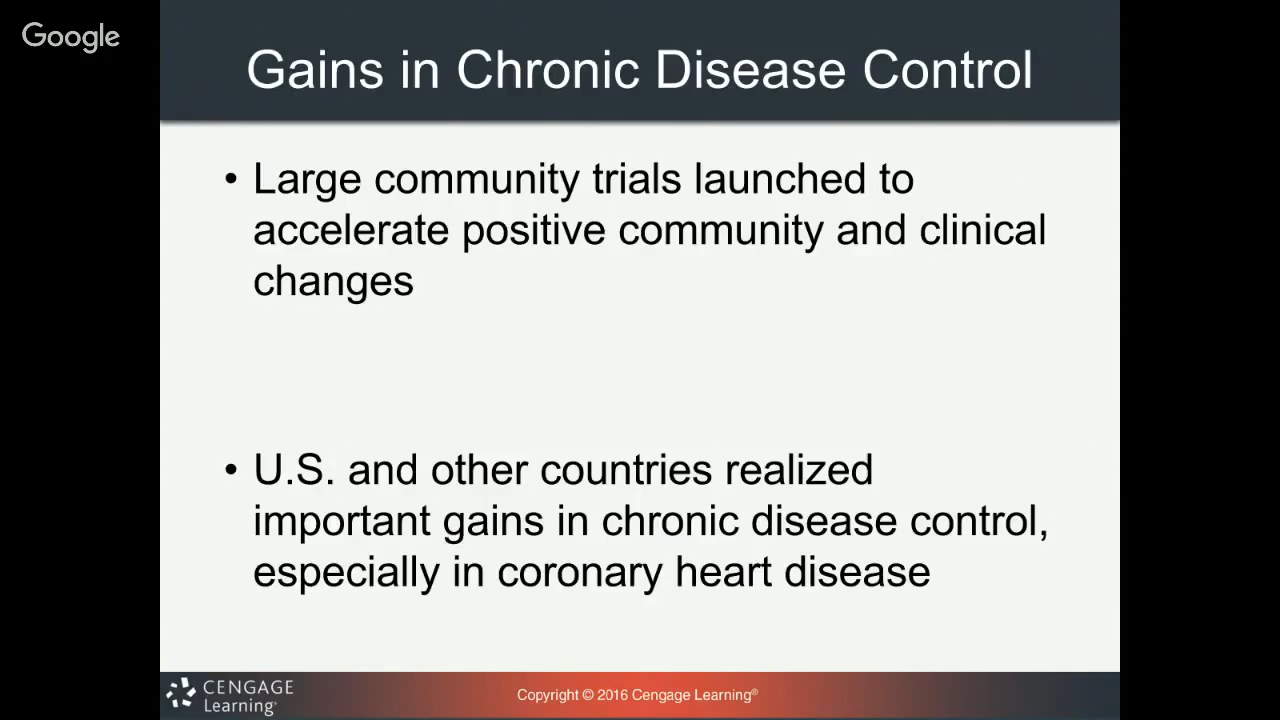 Google
Gains in Chronic Disease Control
• Large community trials launched to
accelerate positive community and clinical
changes
• U.S. and other countries realized
important gains in chronic disease control,
especially in coronary heart disease
CENGAGE
Learning™
Copyright © 2016 Cengage Learning®